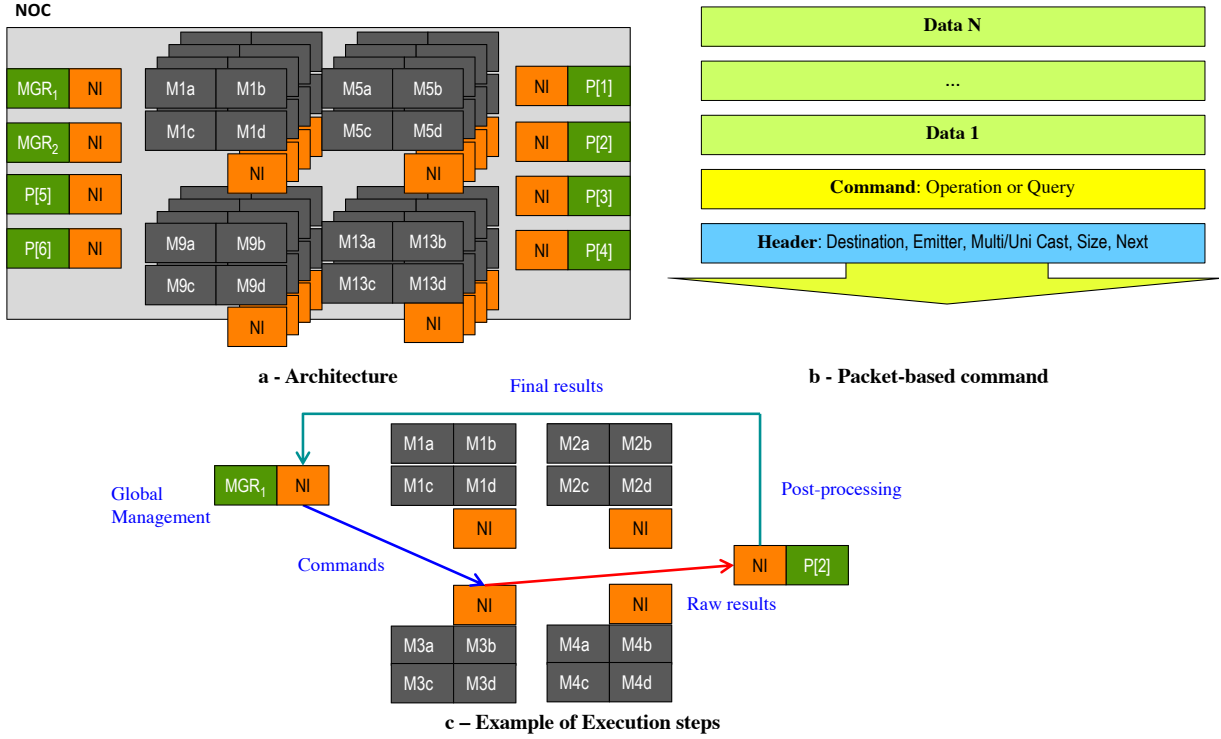 NOC
MGR1 NI
M1a M1b
M5a M5b
NI P[1]
M1c M1d
M5c M5d
MGR2 NI
NI P[2]
NI
NI
P[5] NI
NI P[3]
P[6] NI
M9a M9b
M13a M13b
NI P[4]
M9c M9d
M13c M13d
NI
NI
a - Architecture
Data N
...
Data 1
Command: Operation or Query
Header: Destination, Emitter, Multi/Uni Cast, Size, Next
b - Packet-based command
Final results
M1a M1b
M2a M2b
MGR1 NI
M1c M1d
M2c M2d
Post-processing
Global
Management
NI
NI
Commands
NI P[2]
NI
NI
Raw results
M3a M3b
M4a M4b
M3c M3d
M4c M4d
c – Example of Execution steps